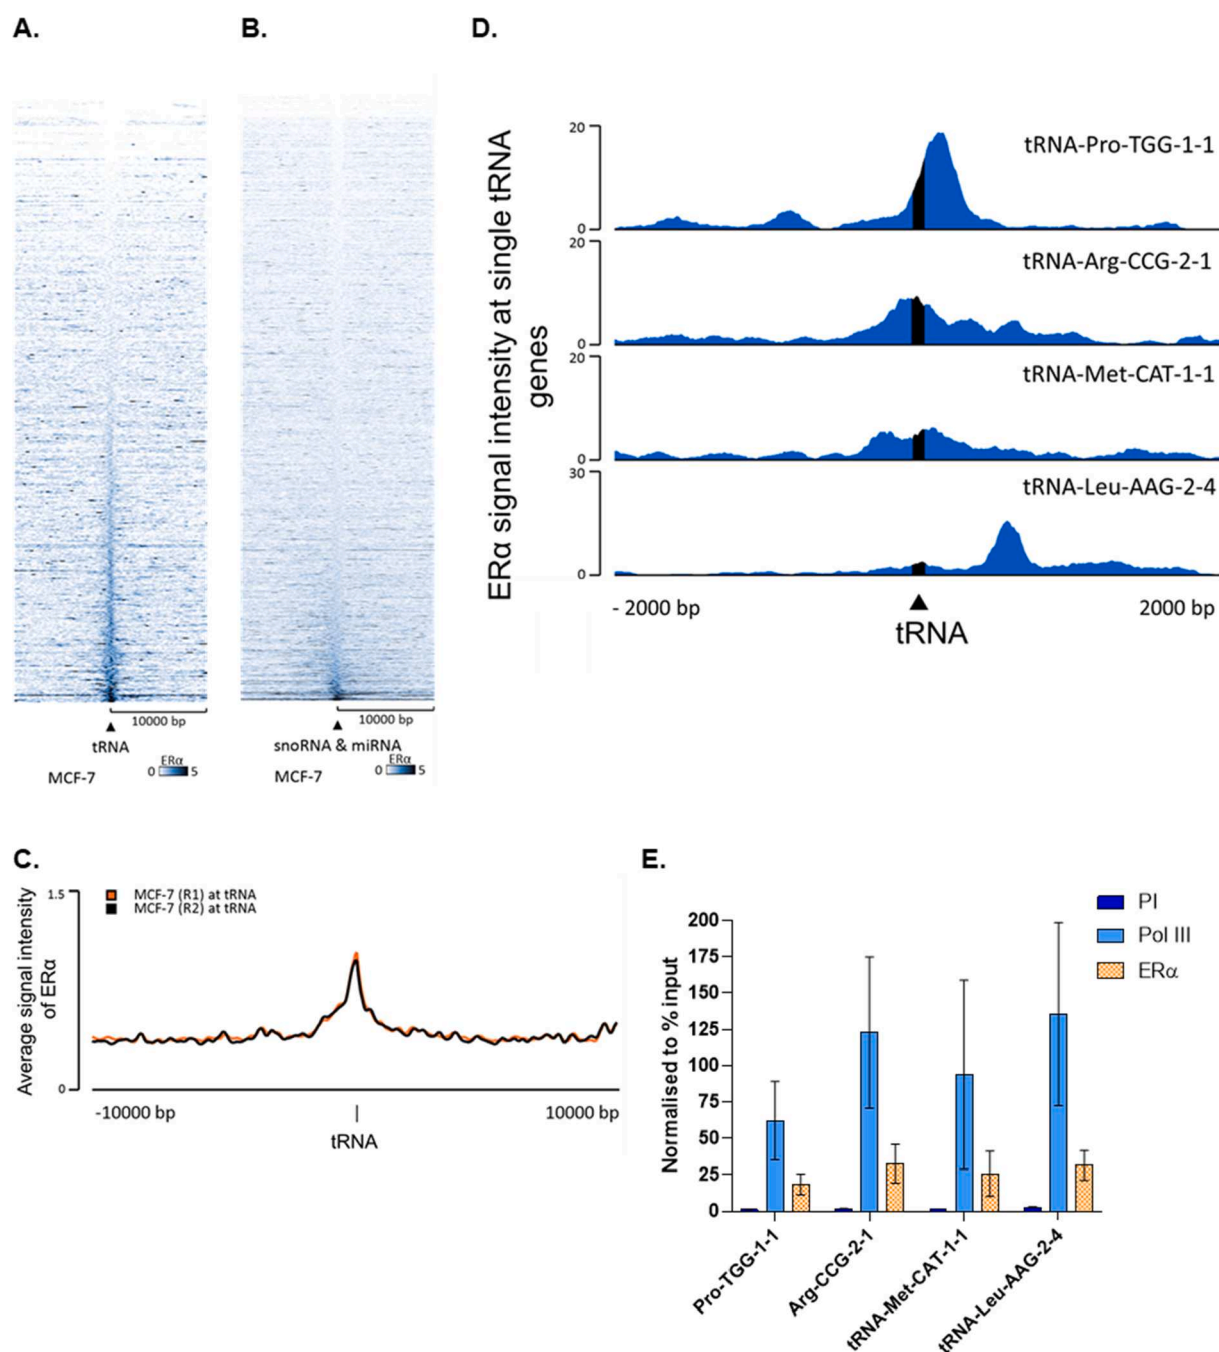 A.
B.
D.
ERα signal intensity at single tRNA
genes
20
0
tRNA-Pro-TGG-1-1
20
0
tRNA-Arg-CCG-2-1
20
0
tRNA-Met-CAT-1-1
30
0
tRNA-Leu-AAG-2-4
- 2000 bp
2000 bp
tRNA
10000 bp
tRNA
ERα
0 5
MCF-7
10000 bp
snoRNA & miRNA
ERα
0 5
MCF-7
C.
Average signal intensity
of ERα
1.5
0
MCF-7 (R1) at tRNA
MCF-7 (R2) at tRNA
-10000 bp
10000 bp
tRNA
E.
PI
Pol III
ERα
Normalised to % input
200
175
150
125
100
75
50
25
0
Pro-TGG-1-1
Arg-CCG-2-1
tRNA-Met-CAT-1-1
tRNA-Leu-AAG-2-4